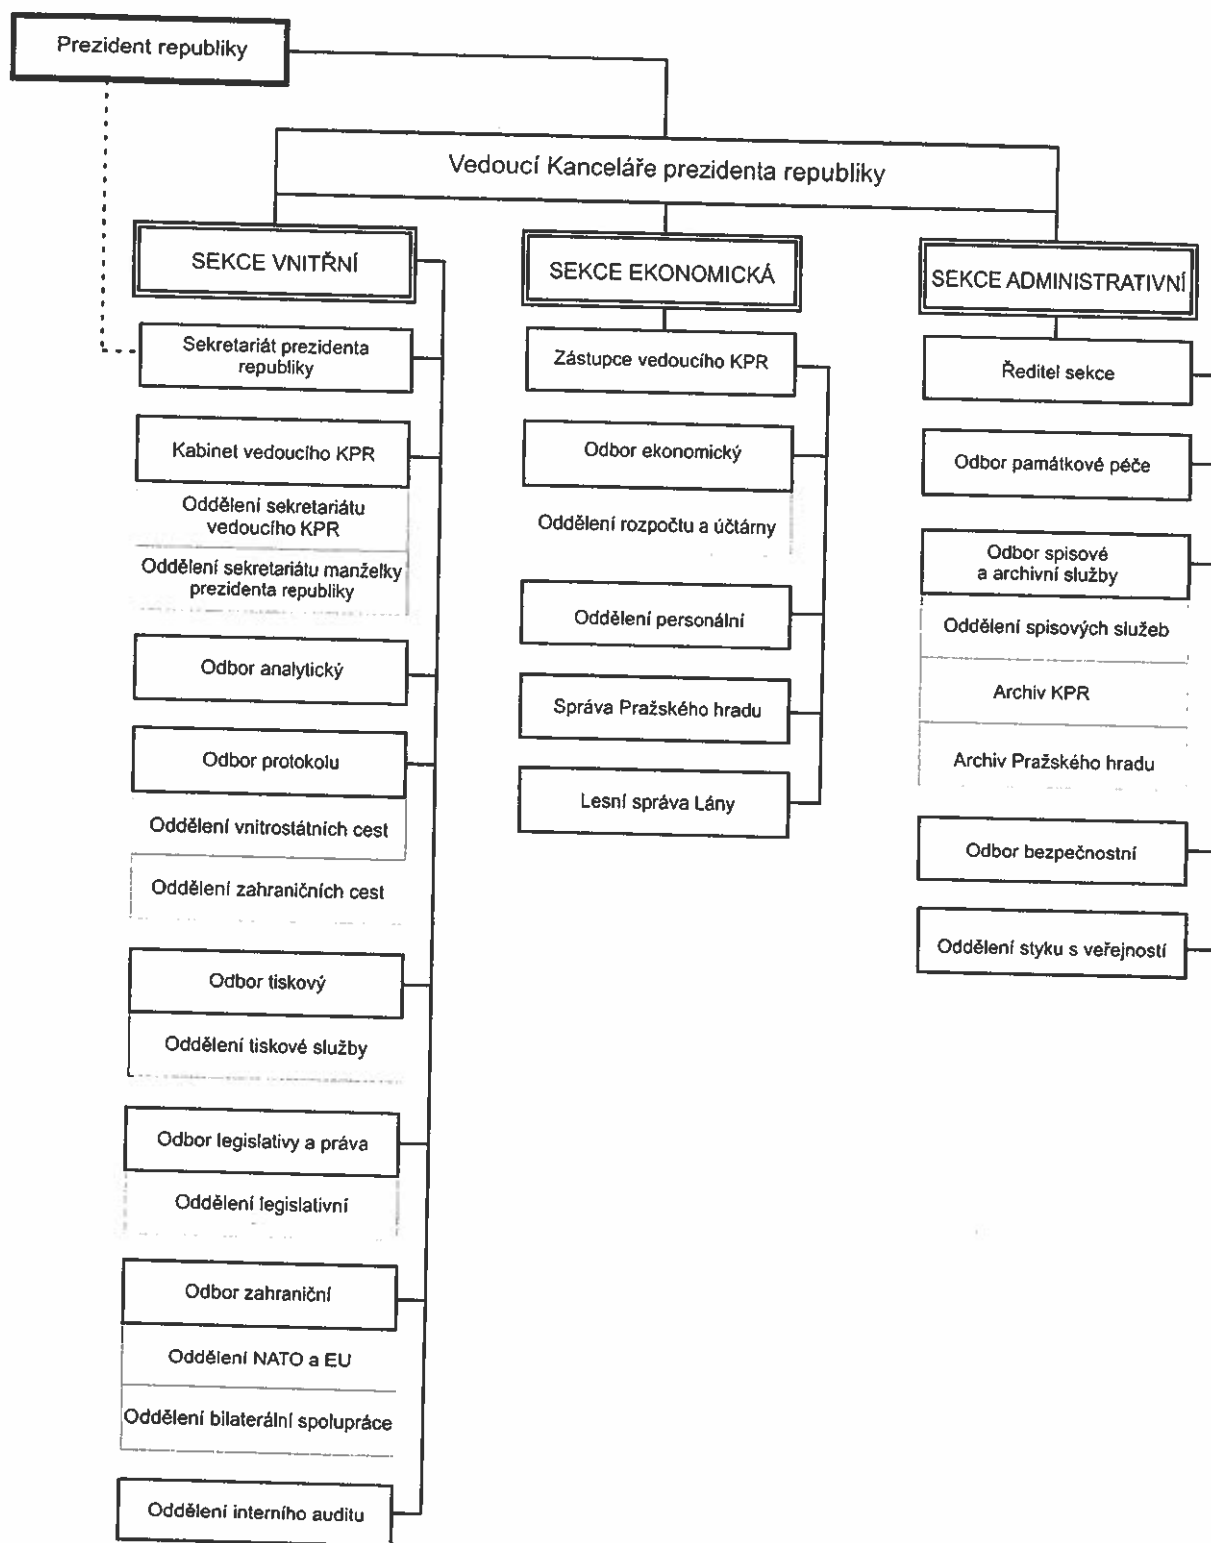 Prezident republiky
Vedoucí Kanceláře prezidenta republiky
SEKCE VNITŘNÍ
Sekretariát prezidenta
republiky
Kabinet vedoucího KPR
Oddělení sekretariátu
vedoucího KPR
Oddělení sekretariátu manželky
prezidenta republiky
Odbor analytický
Odbor protokolu
Oddělení vnitrostátních cest
Oddělení zahraničních cest
Odbor tiskový
Oddělení tiskové služby
Odbor legislativy a práva
Oddělení legislativní
Odbor zahraniční
Oddělení NATO a EU
Oddělení bilaterální spolupráce
Oddělení interního auditu
SEKCE EKONOMICKÁ
Zástupce vedoucího KPR
Odbor ekonomický
Oddělení rozpočtu a účtárny
Oddělení personální
Správa Pražského hradu
Lesní správa Lány
SEKCE ADMINISTRATIVNÍ
Ředitel sekce
Odbor památkové péče
Odbor spisové
a archivní služby
Oddělení spisových služeb
Archiv KPR
Archiv Pražského hradu
Odbor bezpečnostní
Oddělení styku s veřejností